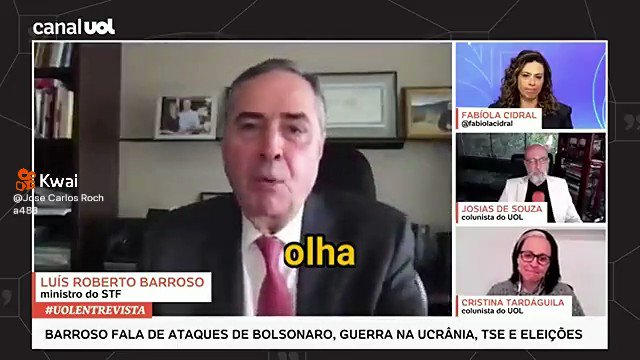 canal uol
Kwai
@Jose Carlos Roch
a483
olha
LUÍS ROBERTO BARROSO
ministro do STF
#UOLENTREVISTA
FABÍOLA CIDRAL
@fabiolacidral
JOSIAS DE SOUZA
colunista do UOL
CRISTINA TARDÁGUILA
colunista do UOL
BARROSO FALA DE ATAQUES DE BOLSONARO, GUERRA NA UCRÂNIA, TSE E ELEIÇÕES